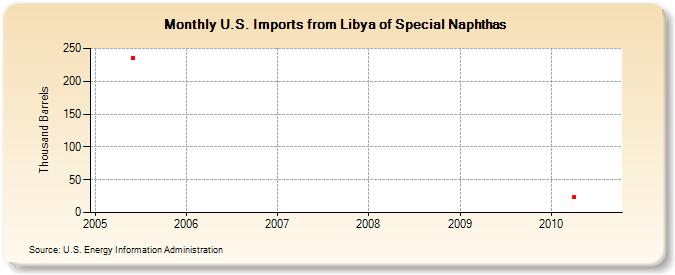 Monthly U.S. Imports from Libya of Special Naphthas
Thousand Barrels
250
200
150
100
50
0
2005 2006 2007 2008 2009 2010
Source: U.S. Energy Information Administration